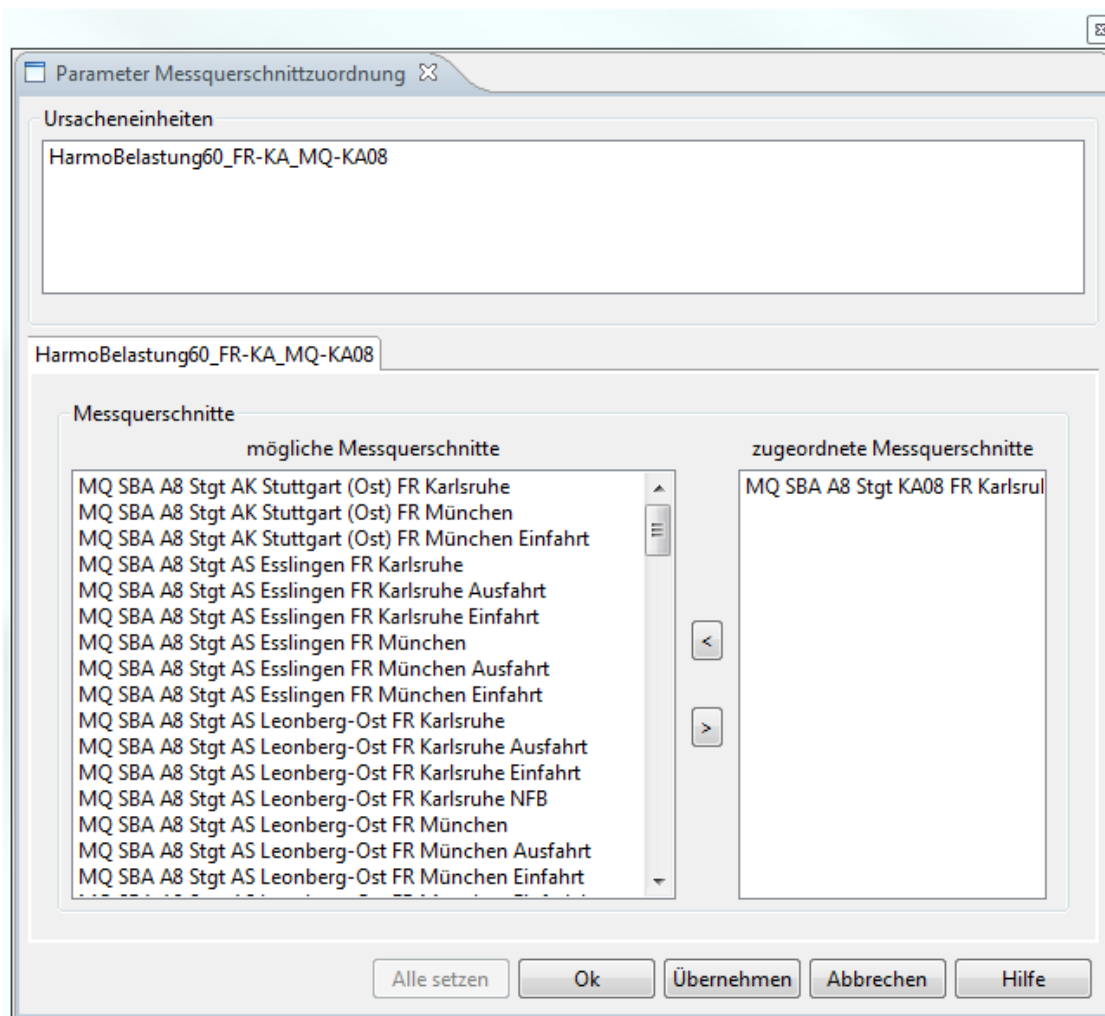 Parameter Messquerschnittzuordnung
Ursacheneinheiten
HarmoBelastung60_FR-KA_MQ-KA08
HarmoBelastung60_FR-KA_MQ-KA08
Messquerschnitte
mögliche Messquerschnitte
zugeordnete Messquerschnitte
MQ SBA A8 Stgt AK Stuttgart (Ost) FR Karlsruhe
MQ SBA A8 Stgt AK Stuttgart (Ost) FR München
MQ SBA A8 Stgt AK Stuttgart (Ost) FR München Einfahrt
MQ SBA A8 Stgt AS Esslingen FR Karlsruhe
MQ SBA A8 Stgt AS Esslingen FR Karlsruhe Ausfahrt
MQ SBA A8 Stgt AS Esslingen FR Karlsruhe Einfahrt
MQ SBA A8 Stgt AS Esslingen FR München
MQ SBA A8 Stgt AS Esslingen FR München Ausfahrt
MQ SBA A8 Stgt AS Esslingen FR München Einfahrt
MQ SBA A8 Stgt AS Leonberg-Ost FR Karlsruhe
MQ SBA A8 Stgt AS Leonberg-Ost FR Karlsruhe Ausfahrt
MQ SBA A8 Stgt AS Leonberg-Ost FR Karlsruhe Einfahrt
MQ SBA A8 Stgt AS Leonberg-Ost FR Karlsruhe NFB
MQ SBA A8 Stgt AS Leonberg-Ost FR München
MQ SBA A8 Stgt AS Leonberg-Ost FR München Ausfahrt
MQ SBA A8 Stgt AS Leonberg-Ost FR München Einfahrt
<
>
MQ SBA A8 Stgt KA08 FR Karlsrul
Alle setzen
Ok
Übernehmen
Abbrechen
Hilfe